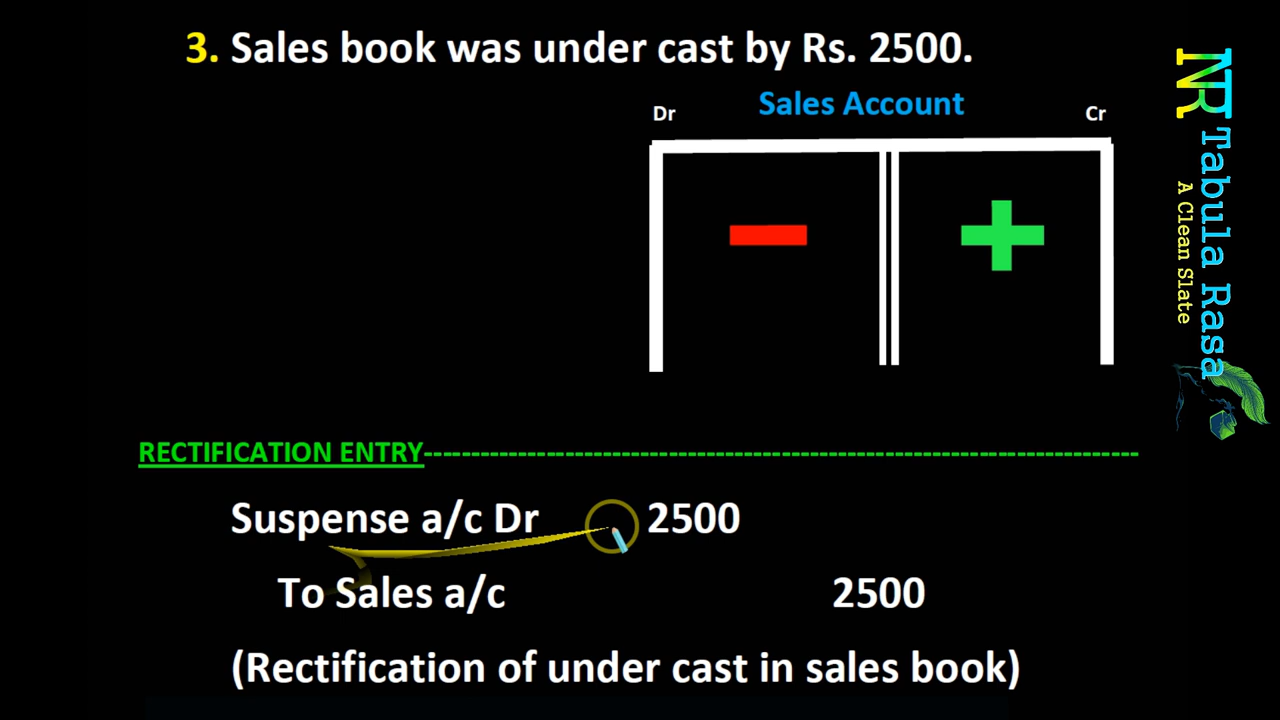 3. Sales book was under cast by Rs. 2500.
Sales Account
Dr
Cr
RECTIFICATION ENTRY--------------------------------------------------------------------------
Suspense a/c Dr 2500
To Sales a/c 2500
(Rectification of under cast in sales book)
NR Tabula Rasa
A Clean Slate